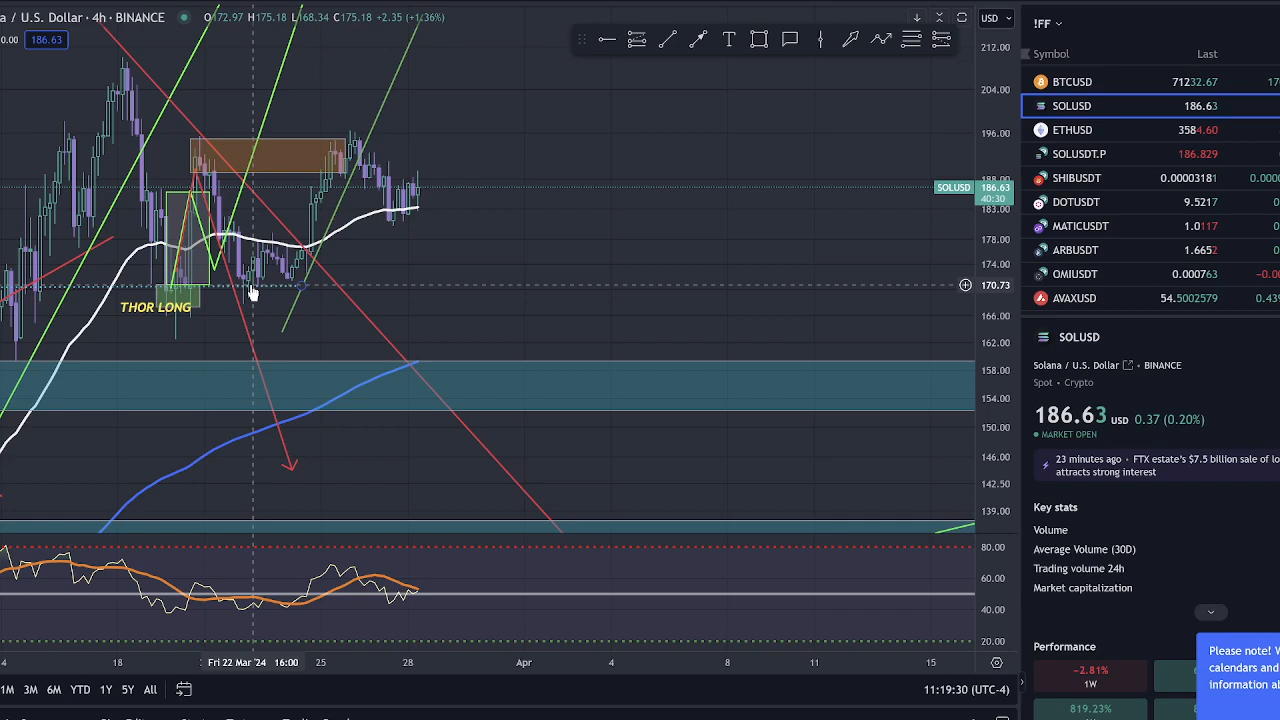 a / U.S. Dollar · 4h · BINANCE
O172.97 H175.18 L168.34 C175.18 +2.35 (+1.36%)
USD
!FF
0.00
186.63
T
Symbol
Last
212.00
204.00
196.00
188.00
183.00
178.00
174.00
170.73
166.00
162.00
158.00
154.00
150.00
146.00
142.50
139.00
80.00
60.00
40.00
20.00
SOLUSD
186.63
40:30
THOR LONG
BTCUSD
71232.67
SOLUSD
186.63
ETHUSD
3584.60
SOLUSDT.P
186.829
SHIBUSDT
0.00003181
0.0000
DOTUSDT
9.5217
MATICUSDT
1.0117
ARBUSDT
1.6652
OMIUSDT
0.000763
AVAXUSD
54.5002579
SOLUSD
Solana / U.S. Dollar · BINANCE
Spot · Crypto
186.63 USD 0.37 (0.20%)
MARKET OPEN
23 minutes ago · FTX estate's $7.5 billion sale of lo
attracts strong interest
Key stats
Volume
Average Volume (30D)
Trading volume 24h
Market capitalization
Performance
−2.81%
1W
819.23%
Please note!
calendars and
information ab
4
18
Fri 22 Mar '24 16:00
25
28
Apr
4
8
11
15
1M 3M 6M YTD 1Y 5Y All
11:19:30 (UTC-4)